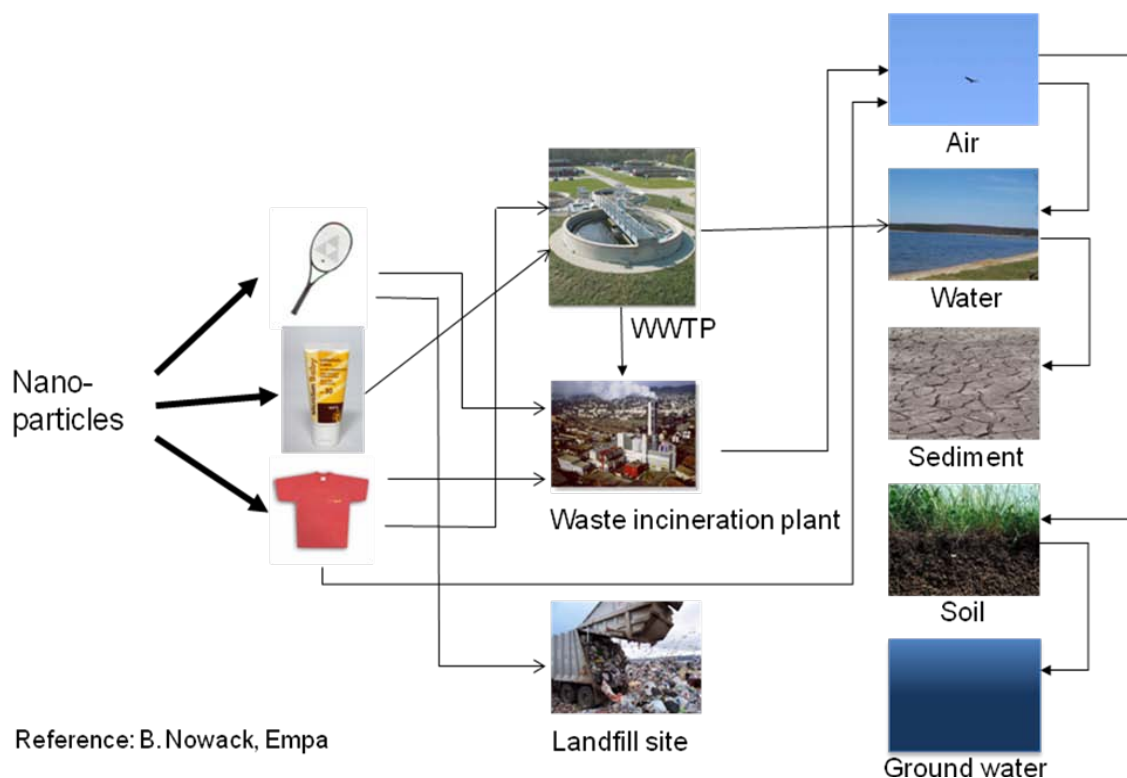 Nano-
particles
WWTP
Waste incineration plant
Landfill site
Air
Water
Sediment
Soil
Ground water
Reference: B. Nowack, Empa